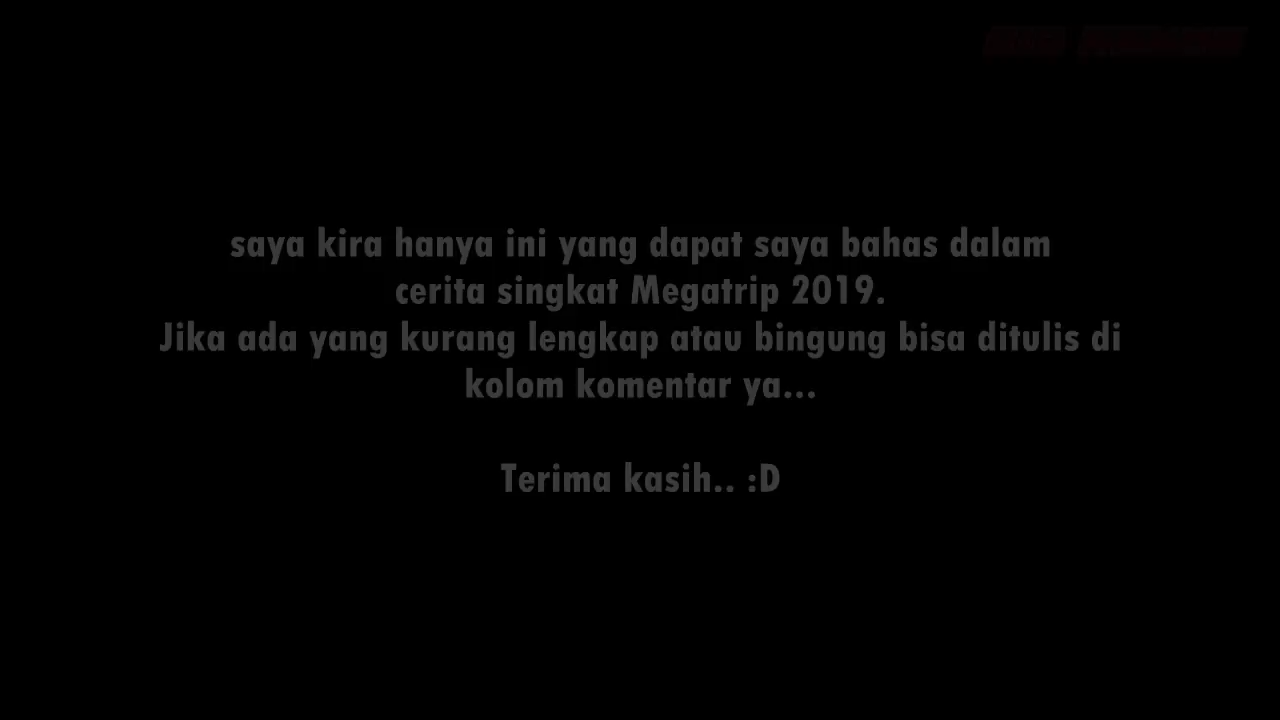 saya kira hanya ini yang dapat saya bahas dalam
cerita singkat Megatrip 2019.
Jika ada yang kurang lengkap atau bingung bisa ditulis di
kolom komentar ya...
Terima kasih.. :D